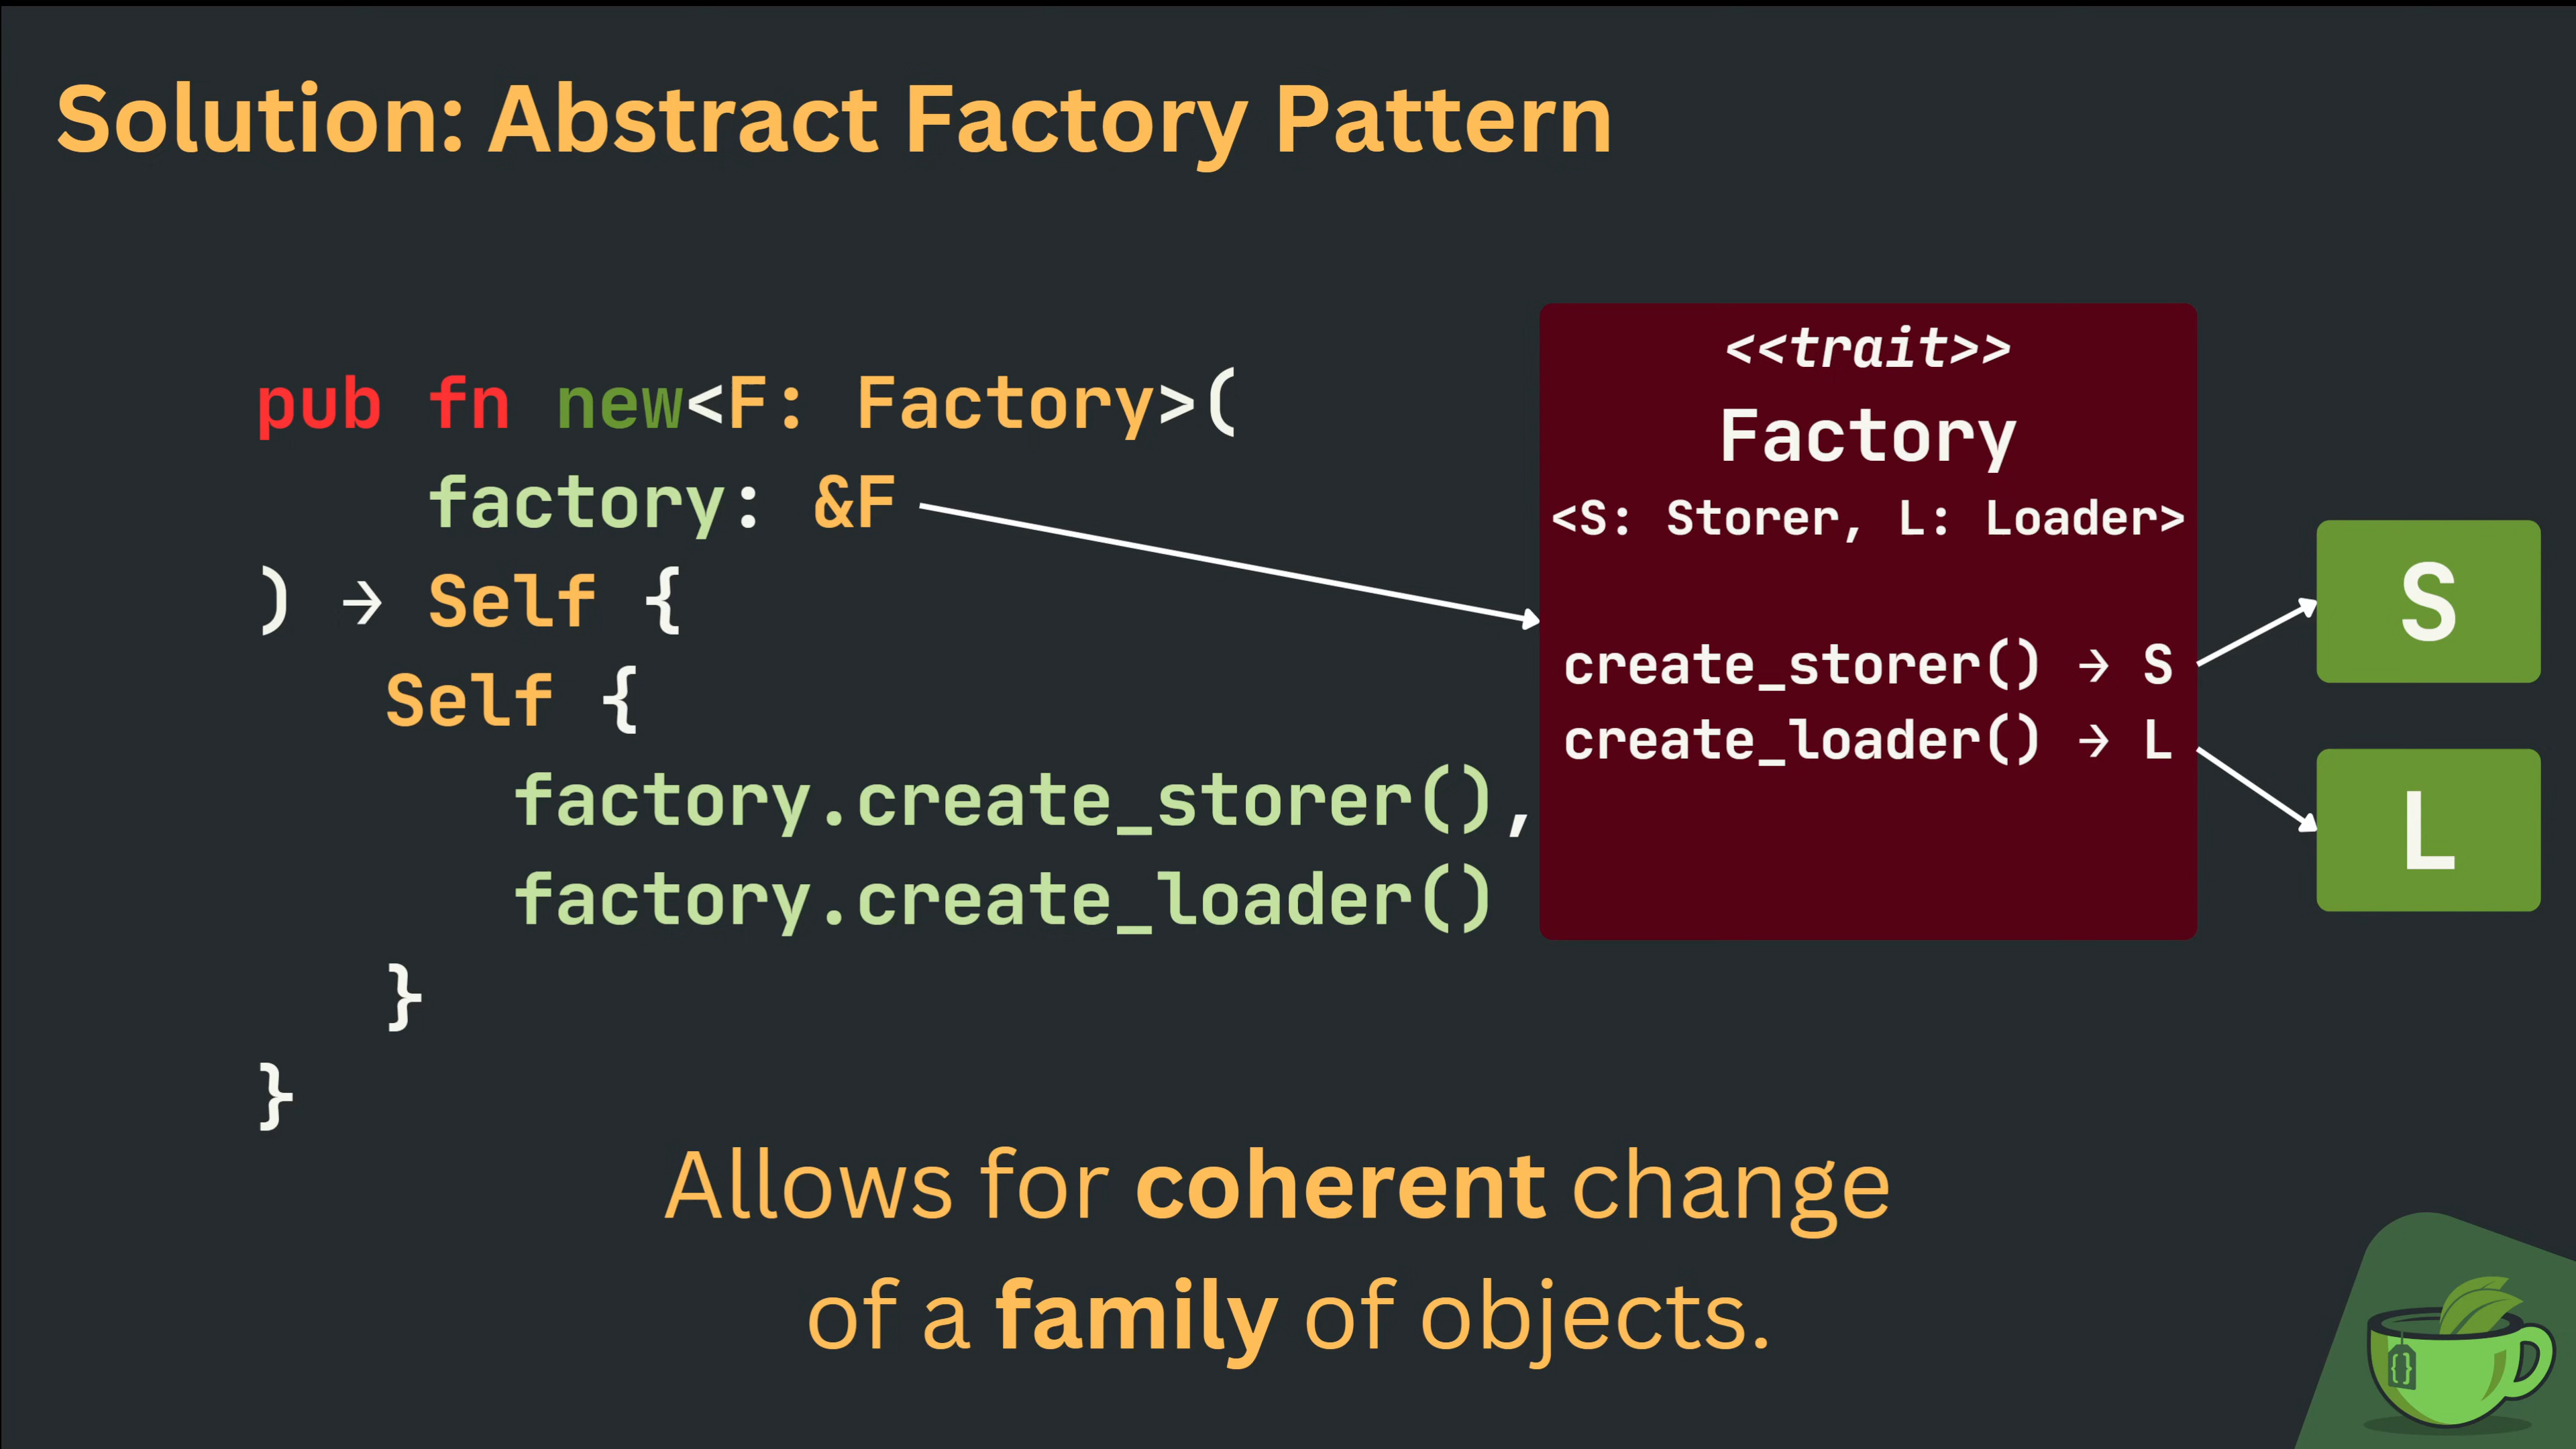 Solution: Abstract Factory Pattern
pub fn new<F: Factory>(
factory: &F
) → Self {
Self {
factory.create_storer(),
factory.create_loader()
}
}
<<trait>>
Factory
<S: Storer, L: Loader>
create_storer() → S
create_loader() → L
S
L
Allows for coherent change
of a family of objects.
{}